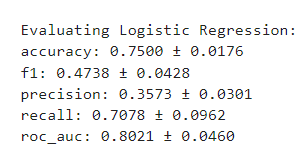 Evaluating Logistic Regression:
accuracy: 0.7500 ± 0.0176
f1: 0.4738 ± 0.0428
precision: 0.3573 ± 0.0301
recall: 0.7078 ± 0.0962
roc_auc: 0.8021 ± 0.0460